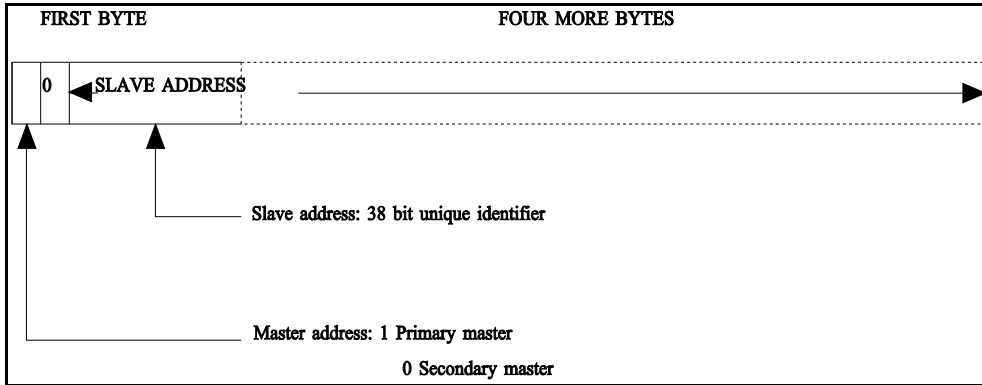 FIRST BYTE FOUR MORE BYTES
0 SLAVE ADDRESS
Slave address: 38 bit unique identifier
Master address: 1 Primary master
0 Secondary master